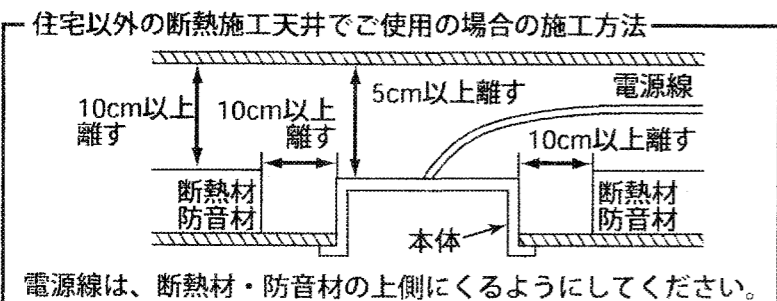 住宅以外の断熱施工天井でご使用の場合の施工方法
10cm以上
離す
10cm以上
離す
5cm以上離す
電源線
10cm以上離す
断熱材
防音材
本体
断熱材
防音材
電源線は、断熱材・防音材の上側にくるようにしてください。